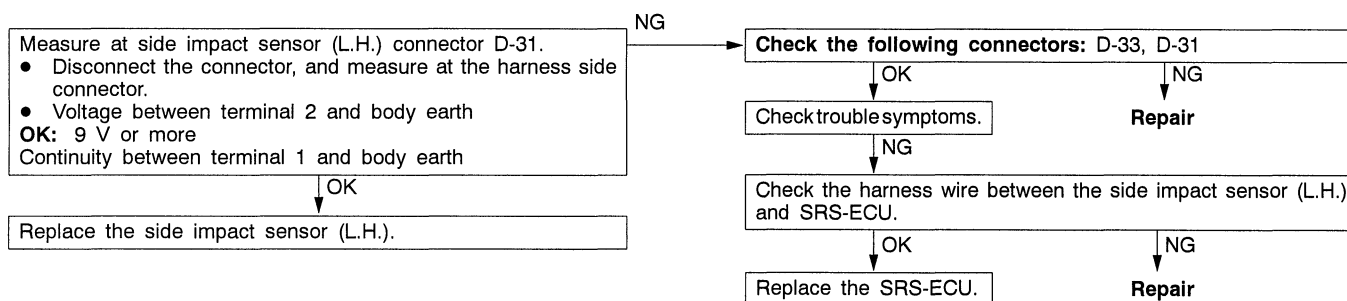 Measure at side impact sensor (L.H.) connector D-31.
● Disconnect the connector, and measure at the harness side
connector.
● Voltage between terminal 2 and body earth
OK: 9 V or more
Continuity between terminal 1 and body earth
OK
Replace the side impact sensor (L.H.).
NG
Check the following connectors: D-33, D-31
OK
NG
Check trouble symptoms.
Repair
NG
Check the harness wire between the side impact sensor (L.H.)
and SRS-ECU.
OK
NG
Replace the SRS-ECU.
Repair